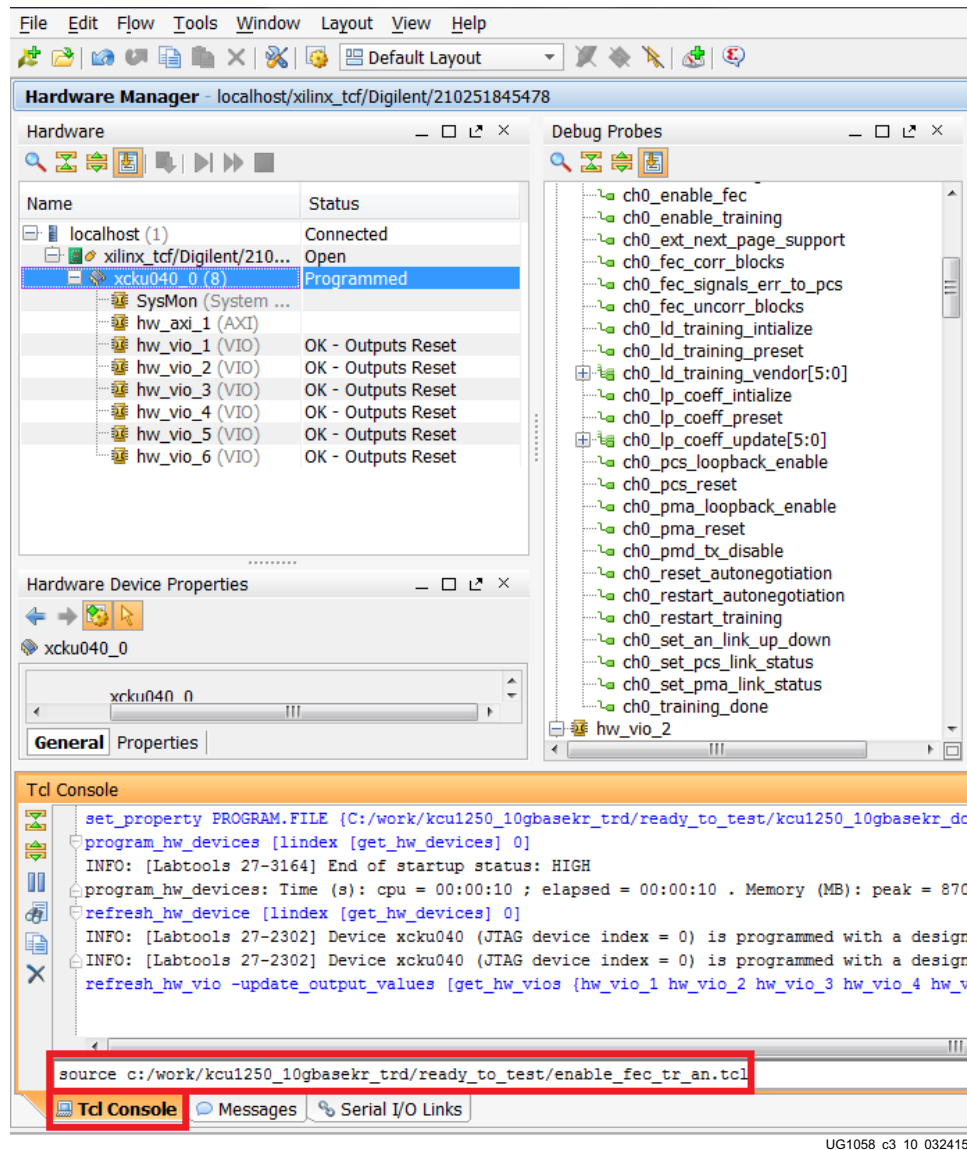 File Edit Flow Tools Window Layout View Help
Default Layout
Hardware Manager - localhost/xilinx_tcf/Digilent/210251845478
Hardware
Name Status
localhost (1) Connected
xilinx_tcf/Digilent/210... Open
xcku040_0 (8) Programmed
SysMon (System ...
hw_axi_1 (AXI)
hw_vio_1 (VIO) OK - Outputs Reset
hw_vio_2 (VIO) OK - Outputs Reset
hw_vio_3 (VIO) OK - Outputs Reset
hw_vio_4 (VIO) OK - Outputs Reset
hw_vio_5 (VIO) OK - Outputs Reset
hw_vio_6 (VIO) OK - Outputs Reset
Hardware Device Properties
xcku040_0
xcku040_0
General Properties
Debug Probes
ch0_enable_fec
ch0_enable_training
ch0_ext_next_page_support
ch0_fec_corr_blocks
ch0_fec_signals_err_to_pcs
ch0_fec_uncorr_blocks
ch0_ld_training_intialize
ch0_ld_training_preset
ch0_ld_training_vendor[5:0]
ch0_lp_coeff_intialize
ch0_lp_coeff_preset
ch0_lp_coeff_update[5:0]
ch0_pcs_loopback_enable
ch0_pcs_reset
ch0_pma_loopback_enable
ch0_pma_reset
ch0_pmd_tx_disable
ch0_reset_autonegotiation
ch0_restart_autonegotiation
ch0_restart_training
ch0_set_an_link_up_down
ch0_set_pcs_link_status
ch0_set_pma_link_status
ch0_training_done
hw_vio_2
Tcl Console
set_property PROGRAM.FILE {C:/work/kcu1250_10gbasekr_trd/ready_to_test/kcu1250_10gbasekr_do
program_hw_devices [lindex [get_hw_devices] 0]
INFO: [Labtools 27-3164] End of startup status: HIGH
program_hw_devices: Time (s): cpu = 00:00:10 ; elapsed = 00:00:10 . Memory (MB): peak = 870
refresh_hw_device [lindex [get_hw_devices] 0]
INFO: [Labtools 27-2302] Device xcku040 (JTAG device index = 0) is programmed with a design
INFO: [Labtools 27-2302] Device xcku040 (JTAG device index = 0) is programmed with a design
refresh_hw_vio -update_output_values [get_hw_vios {hw_vio_1 hw_vio_2 hw_vio_3 hw_vio_4 hw_v
source c:/work/kcu1250_10gbasekr_trd/ready_to_test/enable_fec_tr_an.tcl
Tcl Console Messages Serial I/O Links
UG1058_c3_10_032415